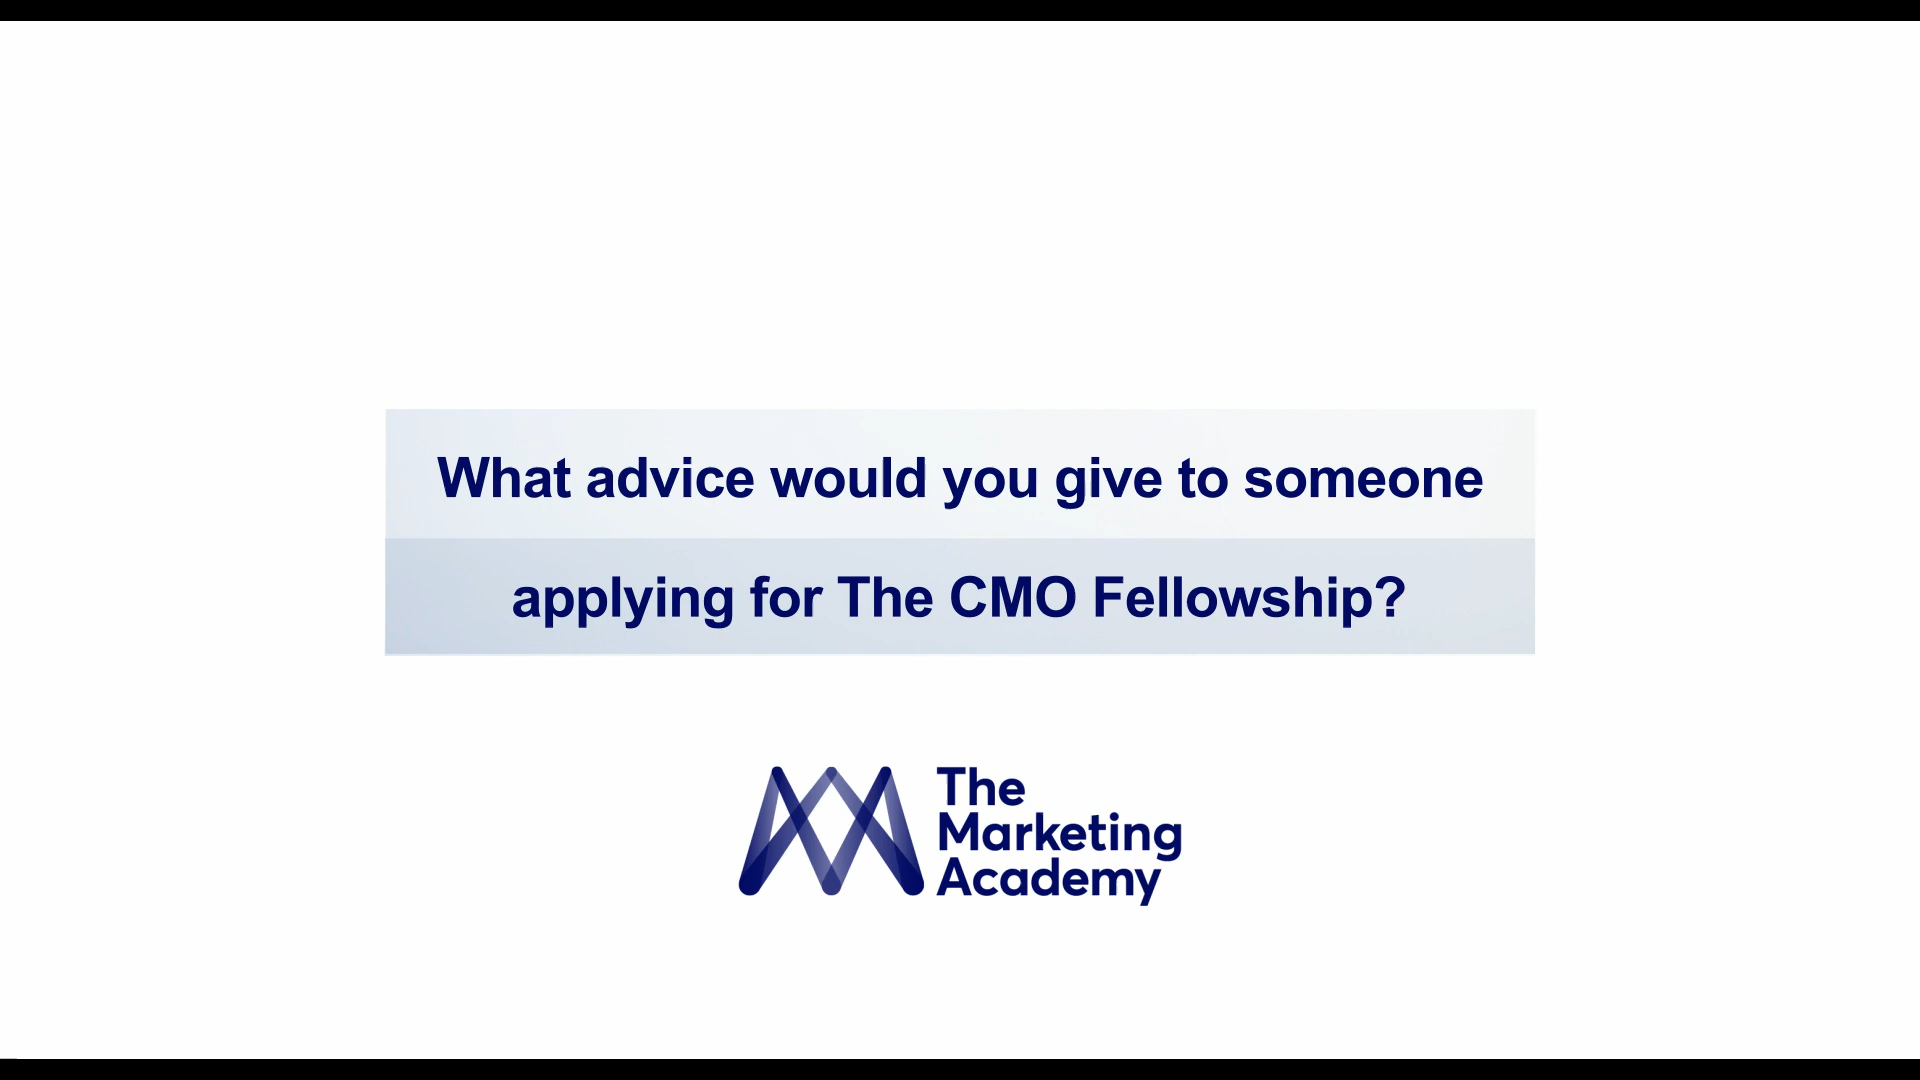 What advice would you give to someone
applying for The CMO Fellowship?
The
Marketing
Academy